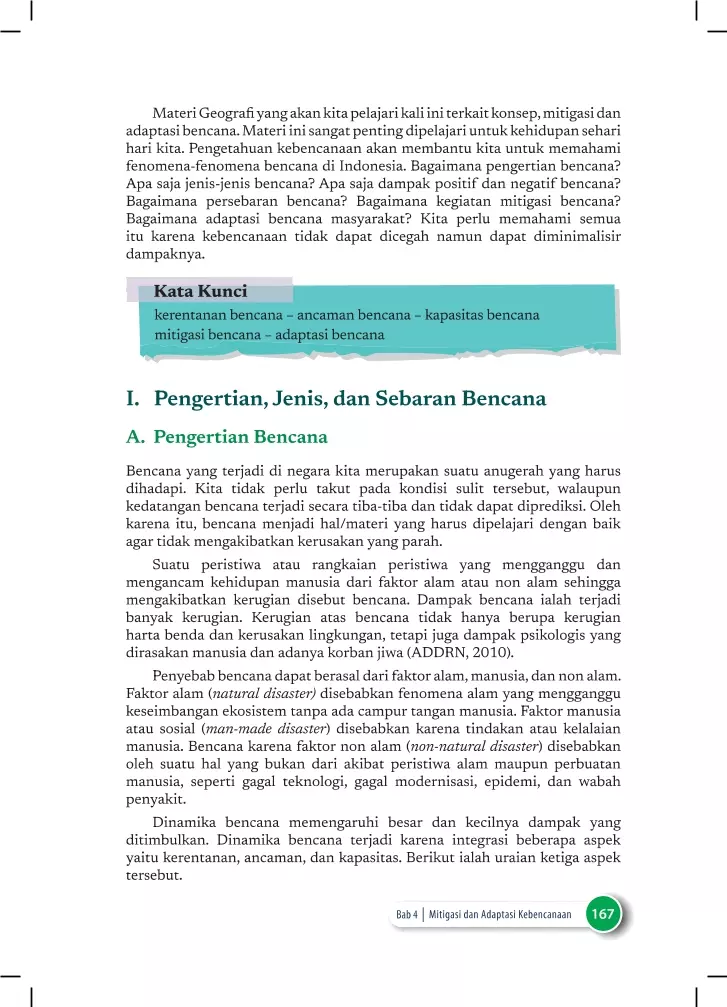 Materi Geografi yang akan kita pelajari kali ini terkait konsep, mitigasi dan
adaptasi bencana. Materi ini sangat penting dipelajari untuk kehidupan sehari
hari kita. Pengetahuan kebencanaan akan membantu kita untuk memahami
fenomena-fenomena bencana di Indonesia. Bagaimana pengertian bencana?
Apa saja jenis-jenis bencana? Apa saja dampak positif dan negatif bencana?
Bagaimana persebaran bencana? Bagaimana kegiatan mitigasi bencana?
Bagaimana adaptasi bencana masyarakat? Kita perlu memahami semua
itu karena kebencanaan tidak dapat dicegah namun dapat diminimalisir
dampaknya.
Kata Kunci
kerentanan bencana – ancaman bencana – kapasitas bencana
mitigasi bencana – adaptasi bencana
I. Pengertian, Jenis, dan Sebaran Bencana
A. Pengertian Bencana
Bencana yang terjadi di negara kita merupakan suatu anugerah yang harus
dihadapi. Kita tidak perlu takut pada kondisi sulit tersebut, walaupun
kedatangan bencana terjadi secara tiba-tiba dan tidak dapat diprediksi. Oleh
karena itu, bencana menjadi hal/materi yang harus dipelajari dengan baik
agar tidak mengakibatkan kerusakan yang parah.
Suatu peristiwa atau rangkaian peristiwa yang mengganggu dan
mengancam kehidupan manusia dari faktor alam atau non alam sehingga
mengakibatkan kerugian disebut bencana. Dampak bencana ialah terjadi
banyak kerugian. Kerugian atas bencana tidak hanya berupa kerugian
harta benda dan kerusakan lingkungan, tetapi juga dampak psikologis yang
dirasakan manusia dan adanya korban jiwa (ADDRN, 2010).
Penyebab bencana dapat berasal dari faktor alam, manusia, dan non alam.
Faktor alam (natural disaster) disebabkan fenomena alam yang mengganggu
keseimbangan ekosistem tanpa ada campur tangan manusia. Faktor manusia
atau sosial (man-made disaster) disebabkan karena tindakan atau kelalaian
manusia. Bencana karena faktor non alam (non-natural disaster) disebabkan
oleh suatu hal yang bukan dari akibat peristiwa alam maupun perbuatan
manusia, seperti gagal teknologi, gagal modernisasi, epidemi, dan wabah
penyakit.
Dinamika bencana memengaruhi besar dan kecilnya dampak yang
ditimbulkan. Dinamika bencana terjadi karena integrasi beberapa aspek
yaitu kerentanan, ancaman, dan kapasitas. Berikut ialah uraian ketiga aspek
tersebut.
Bab 4 | Mitigasi dan Adaptasi Kebencanaan 167